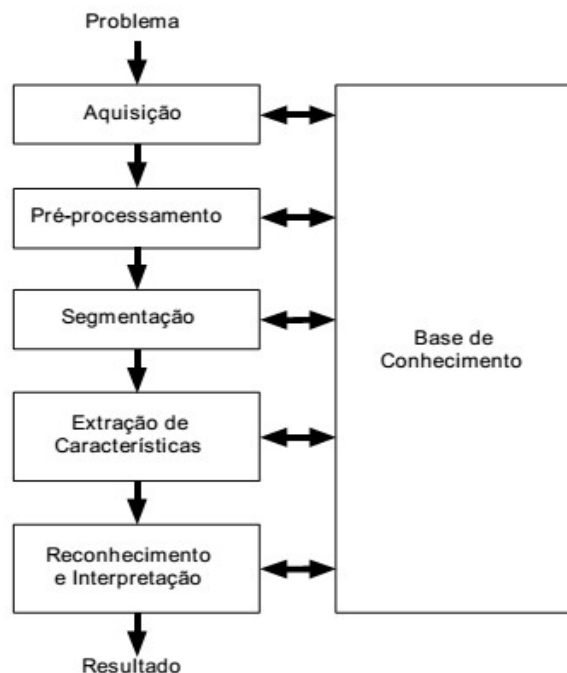 Problema
Aquisição
Pré-processamento
Segmentação
Extração de
Características
Reconhecimento
e Interpretação
Resultado
Base de
Conhecimento